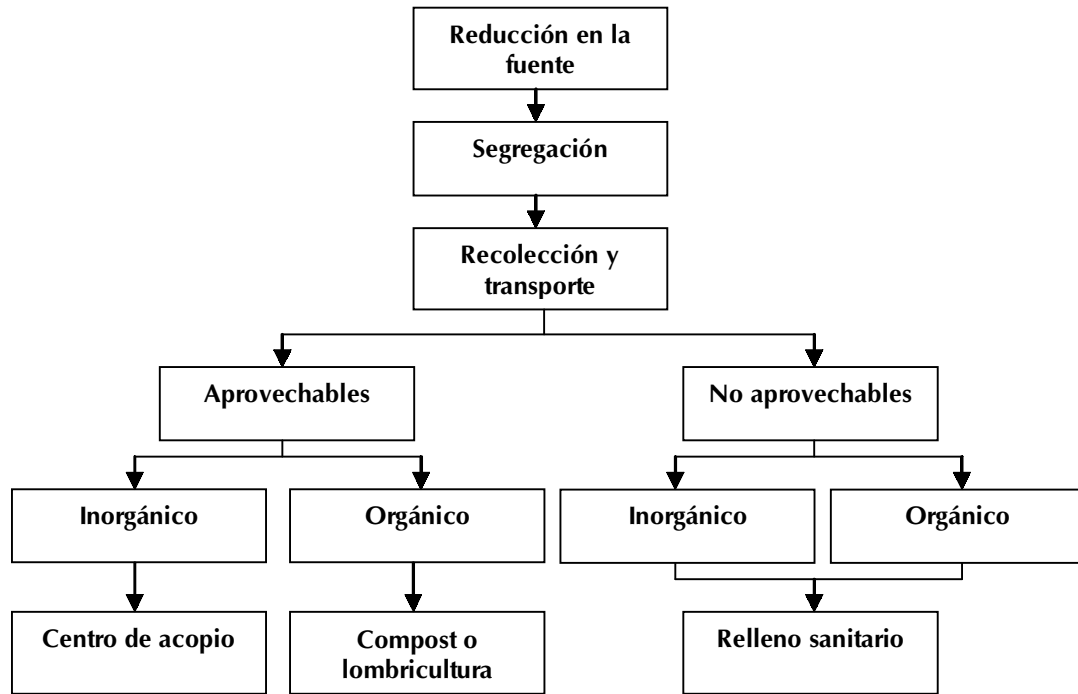 Reducción en la
fuente
Segregación
Recolección y
transporte
Aprovechables
No aprovechables
Inorgánico
Orgánico
Inorgánico
Orgánico
Centro de acopio
Compost o
lombricultura
Relleno sanitario